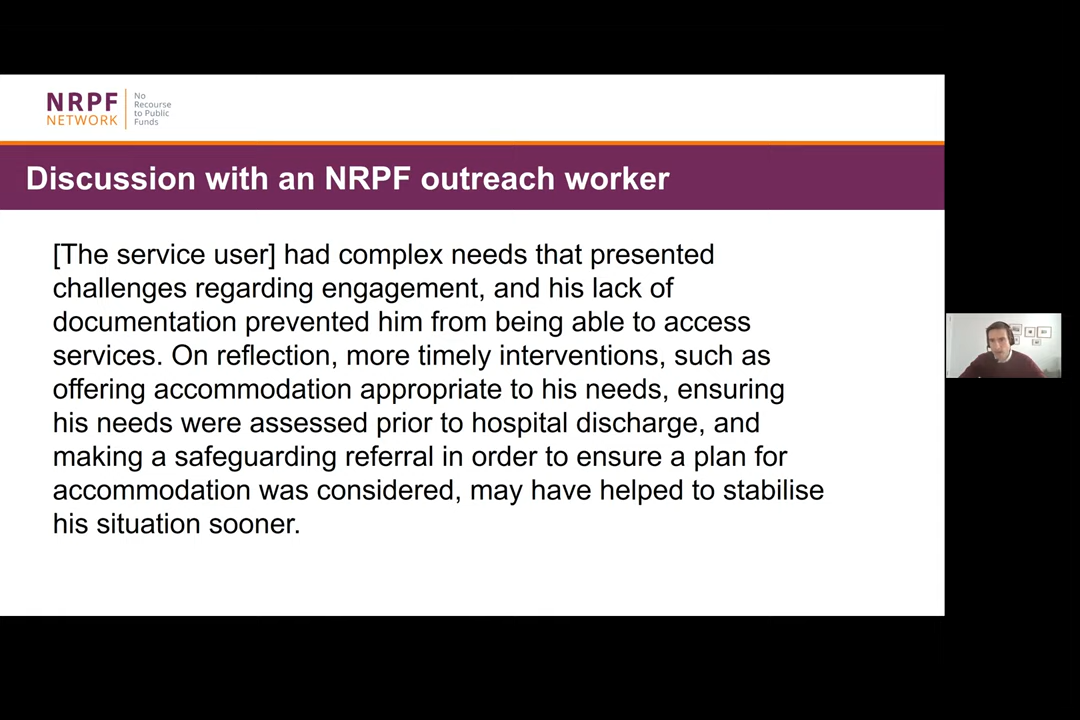 NRPF
NETWORK
No
Recourse
to Public
Funds
Discussion with an NRPF outreach worker
[The service user] had complex needs that presented
challenges regarding engagement, and his lack of
documentation prevented him from being able to access
services. On reflection, more timely interventions, such as
offering accommodation appropriate to his needs, ensuring
his needs were assessed prior to hospital discharge, and
making a safeguarding referral in order to ensure a plan for
accommodation was considered, may have helped to stabilise
his situation sooner.